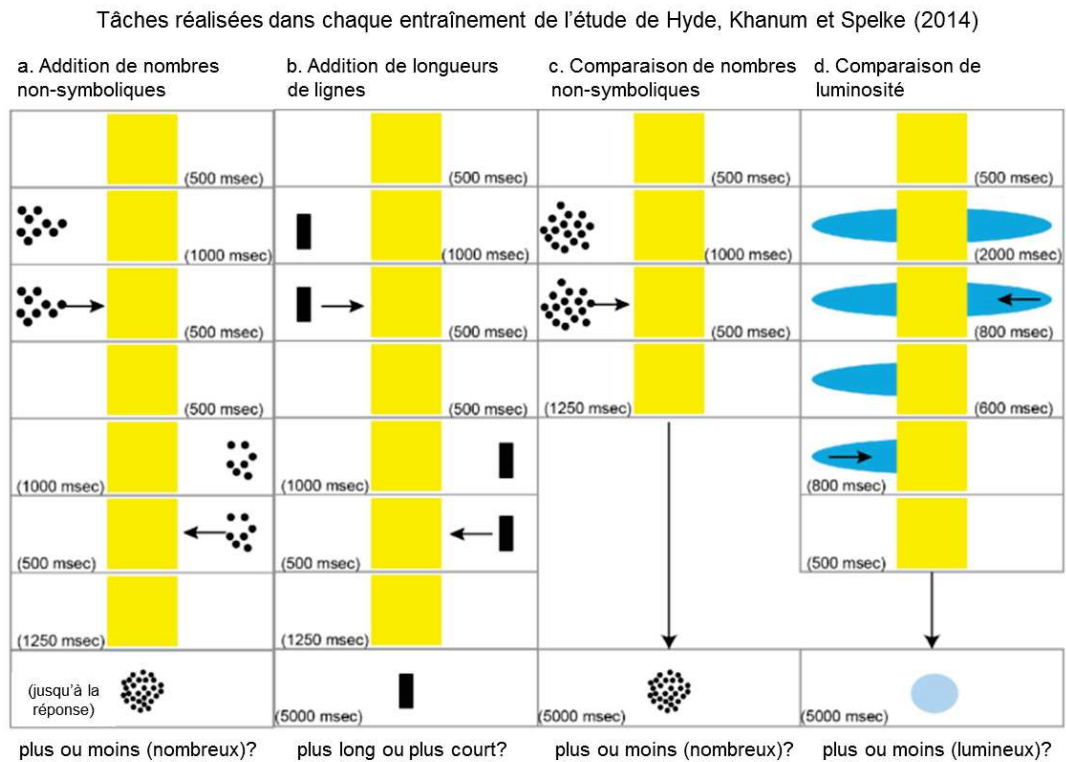 Tâches réalisées dans chaque entraînement de l'étude de Hyde, Khanum et Spelke (2014)
a. Addition de nombres
non-symboliques
(500 msec)
(1000 msec)
(500 msec)
(500 msec)
(1000 msec)
(500 msec)
(1250 msec)
(jusqu'à la
réponse)
plus ou moins (nombreux)?
b. Addition de longueurs
de lignes
(500 msec)
(1000 msec)
(500 msec)
(500 msec)
(1000 msec)
(500 msec)
(1250 msec)
(5000 msec)
plus long ou plus court?
c. Comparaison de nombres
non-symboliques
(500 msec)
(1000 msec)
(500 msec)
(1250 msec)
(5000 msec)
plus ou moins (nombreux)?
d. Comparaison de
luminosité
(500 msec)
(2000 msec)
(800 msec)
(600 msec)
(800 msec)
(500 msec)
(5000 msec)
plus ou moins (lumineux)?